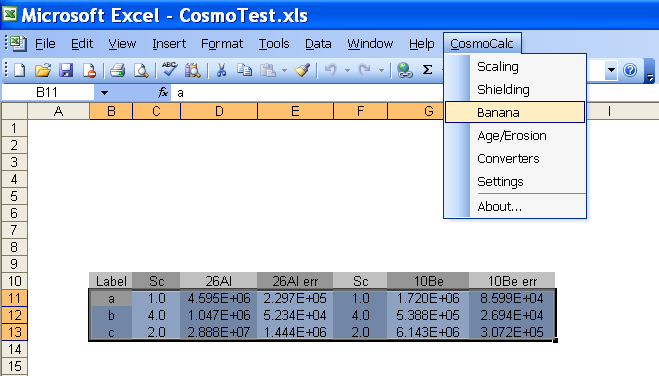 Microsoft Excel - CosmoTest.xls
File Edit View Insert Format Tools Data Window Help CosmoCalc
ABC Σ
B11 fx a
Scaling
Shielding
Banana
Age/Erosion
Converters
Settings
About...
A B C D E F G I
1
2
3
4
5
6
7
8
9
10 Label Sc 26Al 26Al err Sc 10Be 10Be err
11 a 1.0 4.595E+06 2.297E+05 1.0 1.720E+06 8.599E+04
12 b 4.0 1.047E+06 5.234E+04 4.0 5.388E+05 2.694E+04
13 c 2.0 2.888E+07 1.444E+06 2.0 6.143E+06 3.072E+05
14
15